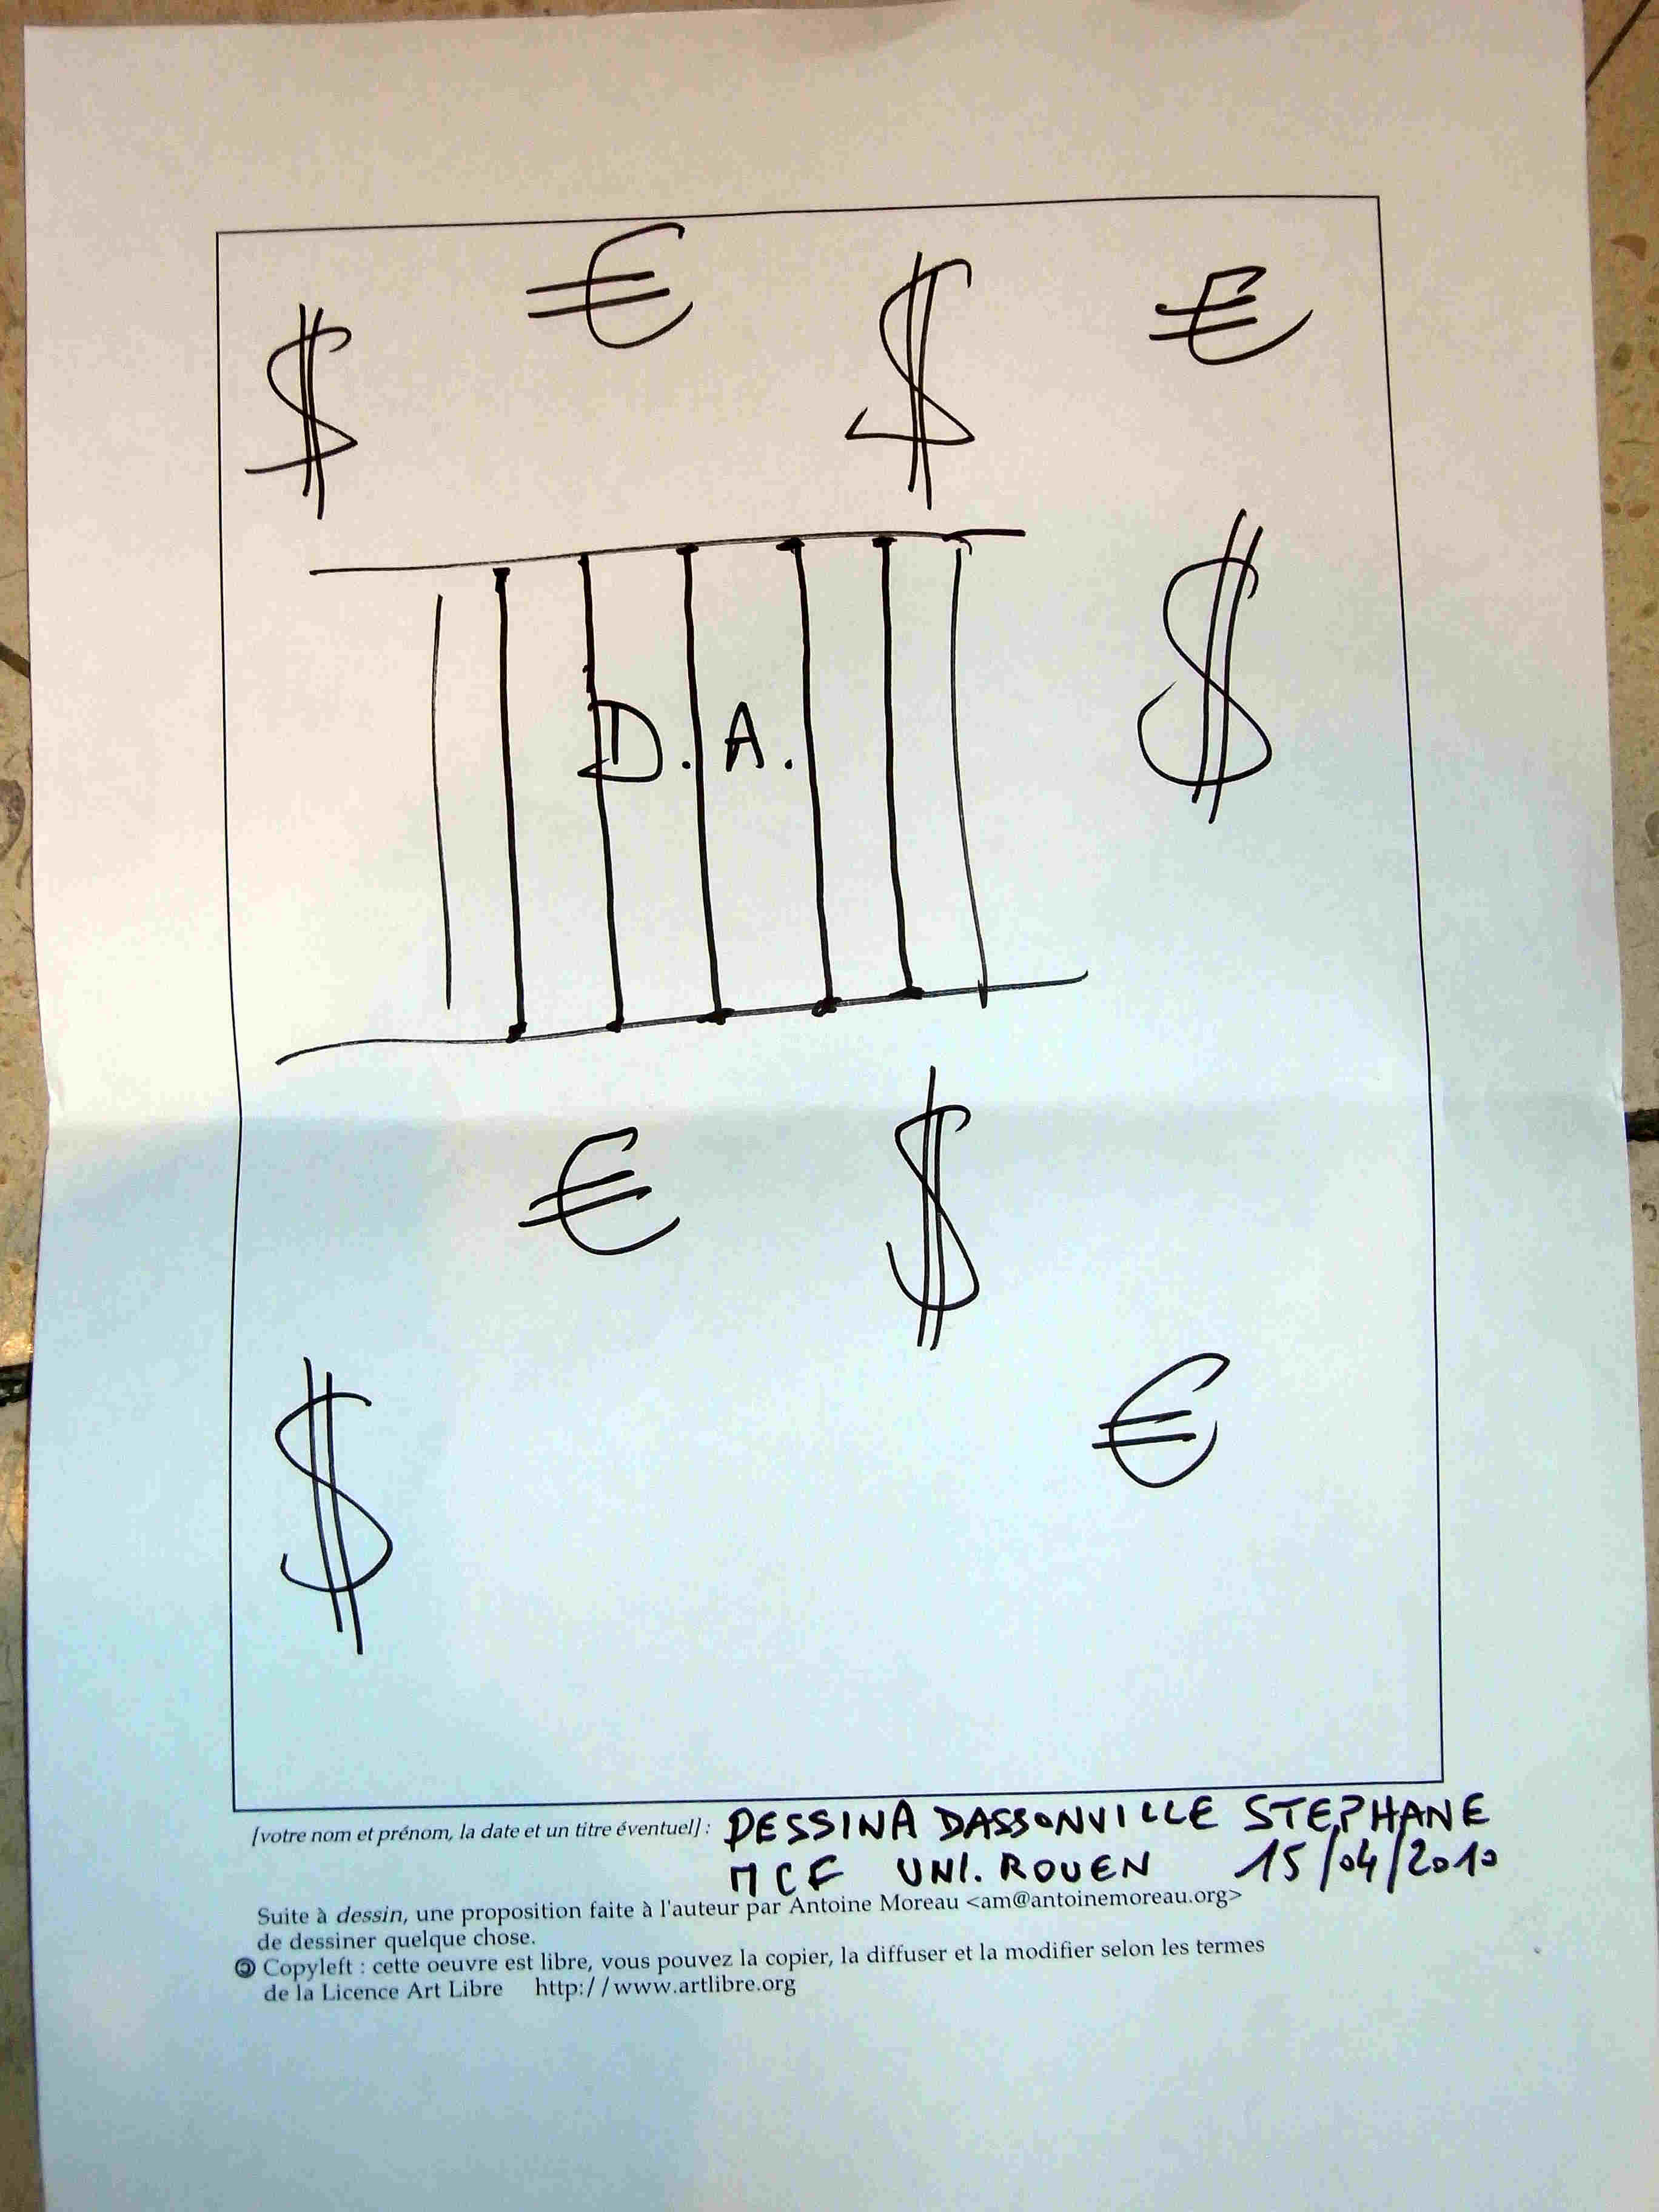 $ € $ €
$
D. A.
€ $
$ €
[votre nom et prénom, la date et un titre éventuel] : PESSINA DASSONVILLE STEPHANE
MCF UNI. ROUEN 15/04/2010
Suite à dessin, une proposition faite à l'auteur par Antoine Moreau <am@antoinemoreau.org>
de dessiner quelque chose.
Copyleft : cette oeuvre est libre, vous pouvez la copier, la diffuser et la modifier selon les termes
de la Licence Art Libre http://www.artlibre.org